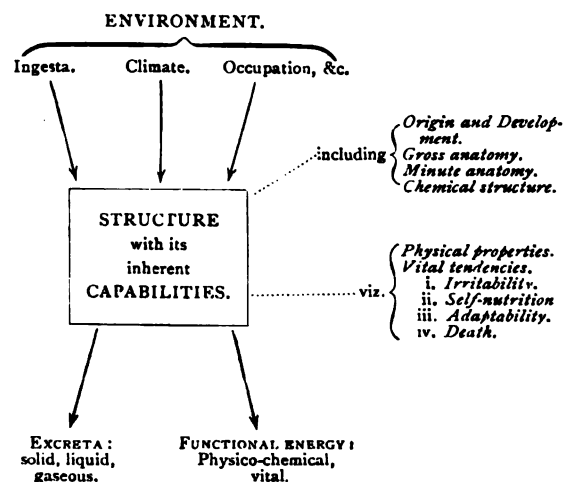 ENVIRONMENT.
Ingesta. Climate. Occupation, &c.
including
Origin and Develop-
ment.
Gross anatomy.
Minute anatomy.
Chemical structure.
STRUCTURE
with its
inherent
CAPABILITIES.
viz.
Physical properties.
Vital tendencies.
i. Irritability.
ii. Self-nutrition
iii. Adaptability.
iv. Death.
EXCRETA:
solid, liquid,
gaseous.
FUNCTIONAL ENERGY:
Physico-chemical,
vital.